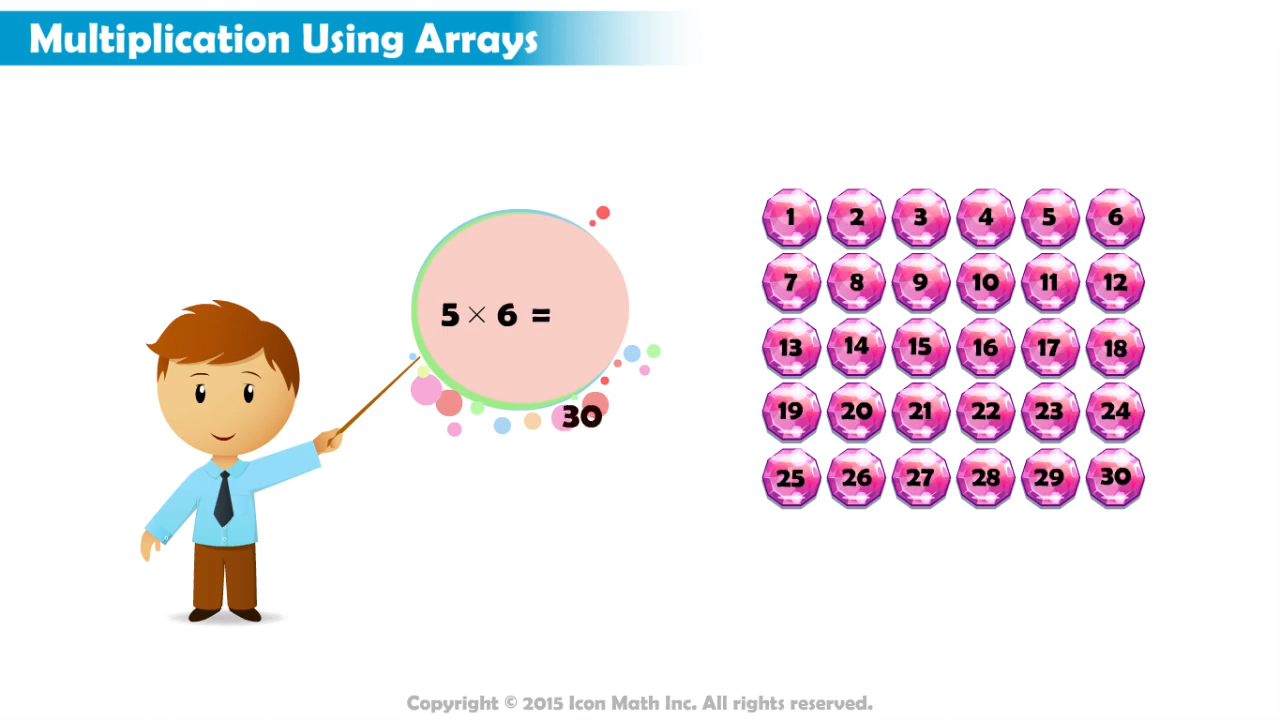 Multiplication Using Arrays
5 × 6 =
30
1 2 3 4 5 6
7 8 9 10 11 12
13 14 15 16 17 18
19 20 21 22 23 24
25 26 27 28 29 30
Copyright © 2015 Icon Math Inc. All rights reserved.